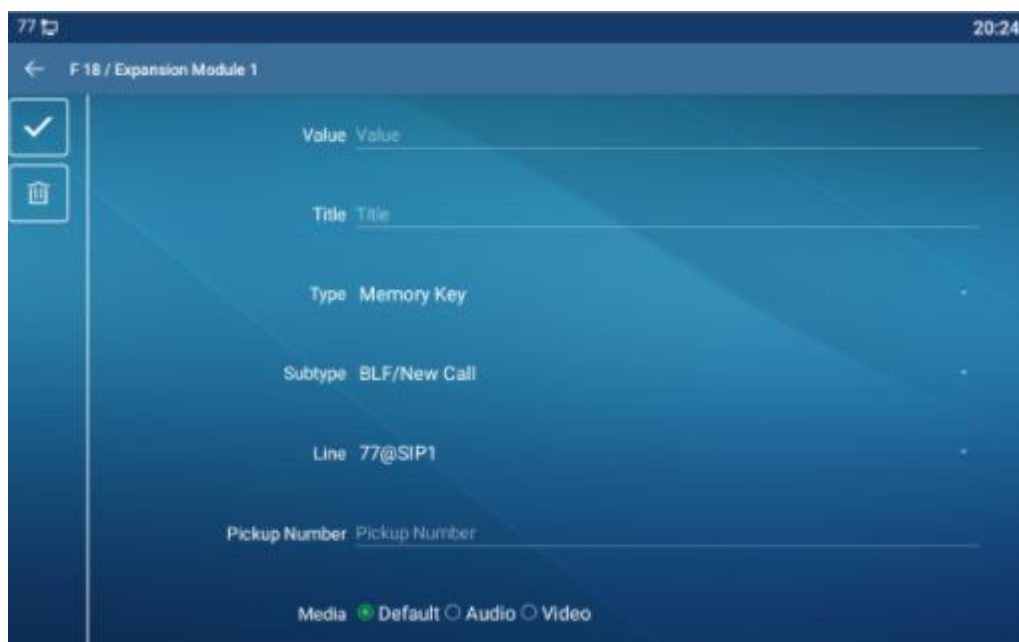 77
20:24
F 18 / Expansion Module 1
Value Value
Title Title
Type Memory Key
Subtype BLF/New Call
Line 77@SIP1
Pickup Number Pickup Number
Media Default Audio Video